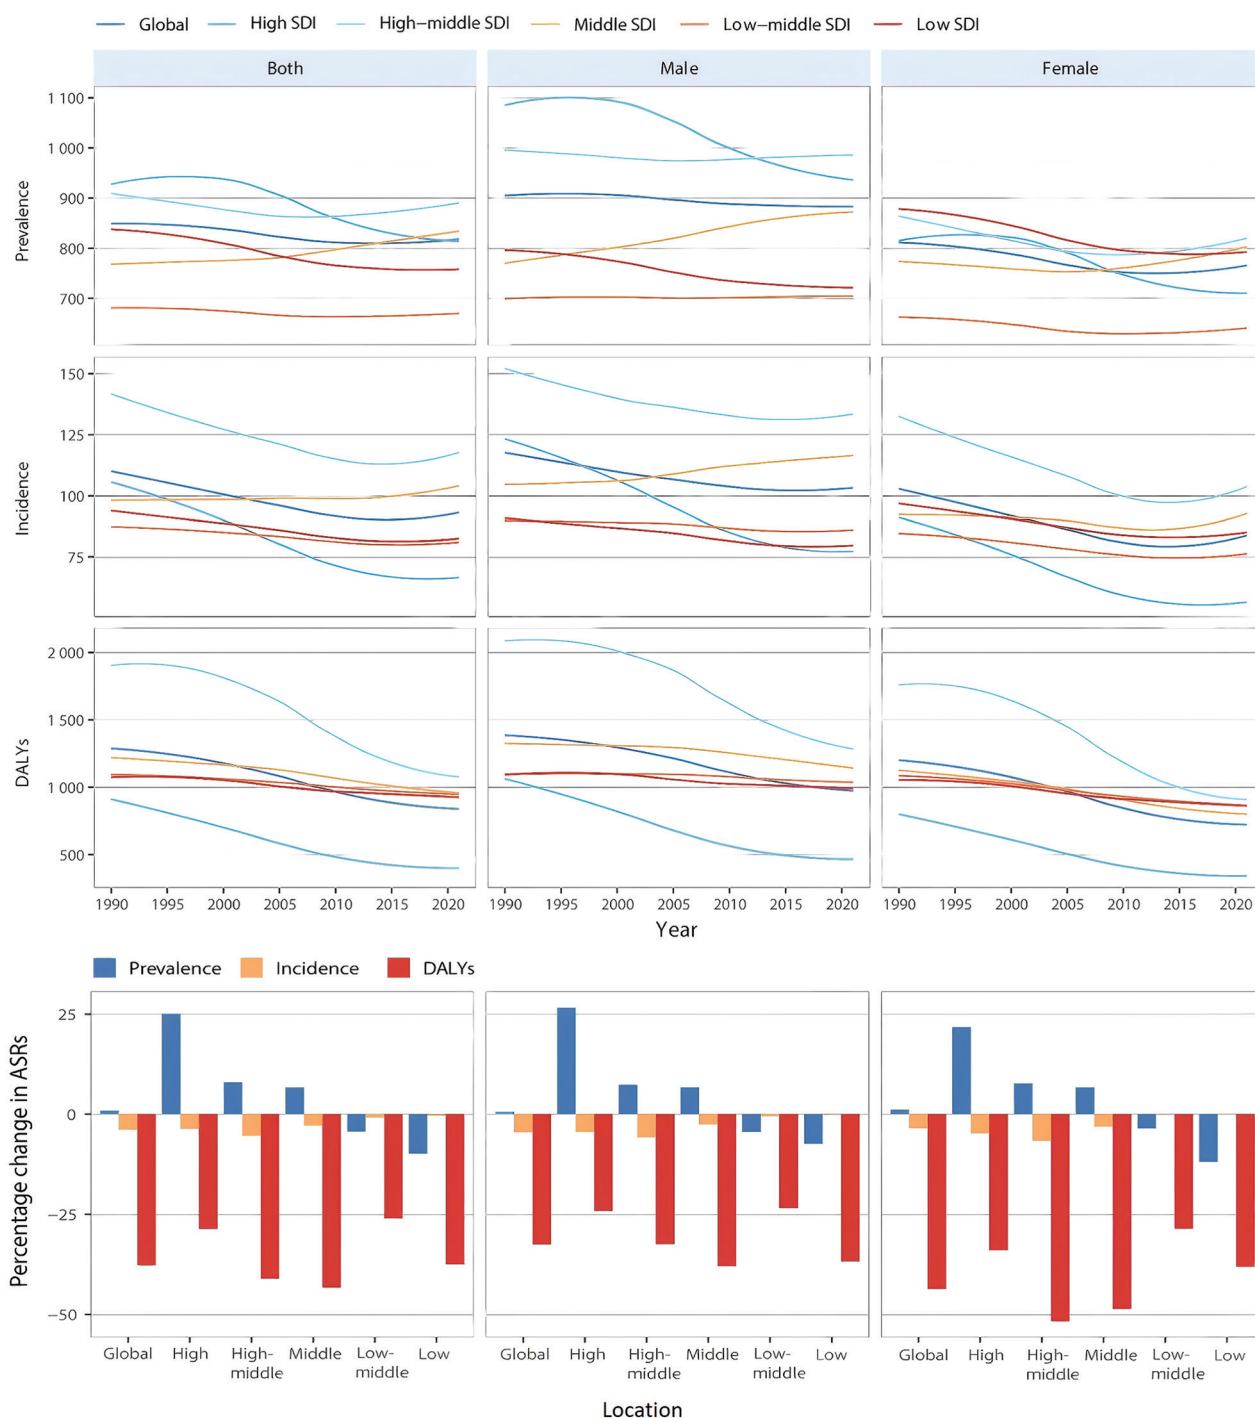 Global High SDI High−middle SDI Middle SDI Low−middle SDI Low SDI
Both Male Female
Prevalence
1 100
1 000
900
800
700
Incidence
150
125
100
75
DALYs
2 000
1 500
1 000
500
1990 1995 2000 2005 2010 2015 2020 1990 1995 2000 2005 2010 2015 2020 1990 1995 2000 2005 2010 2015 2020
Year
Prevalence Incidence DALYs
Percentage change in ASRs
25
0
−25
−50
Global High High- Middle Low- Low Global High High- Middle Low- Low Global High High- Middle Low- Low
middle middle middle middle middle middle
Location